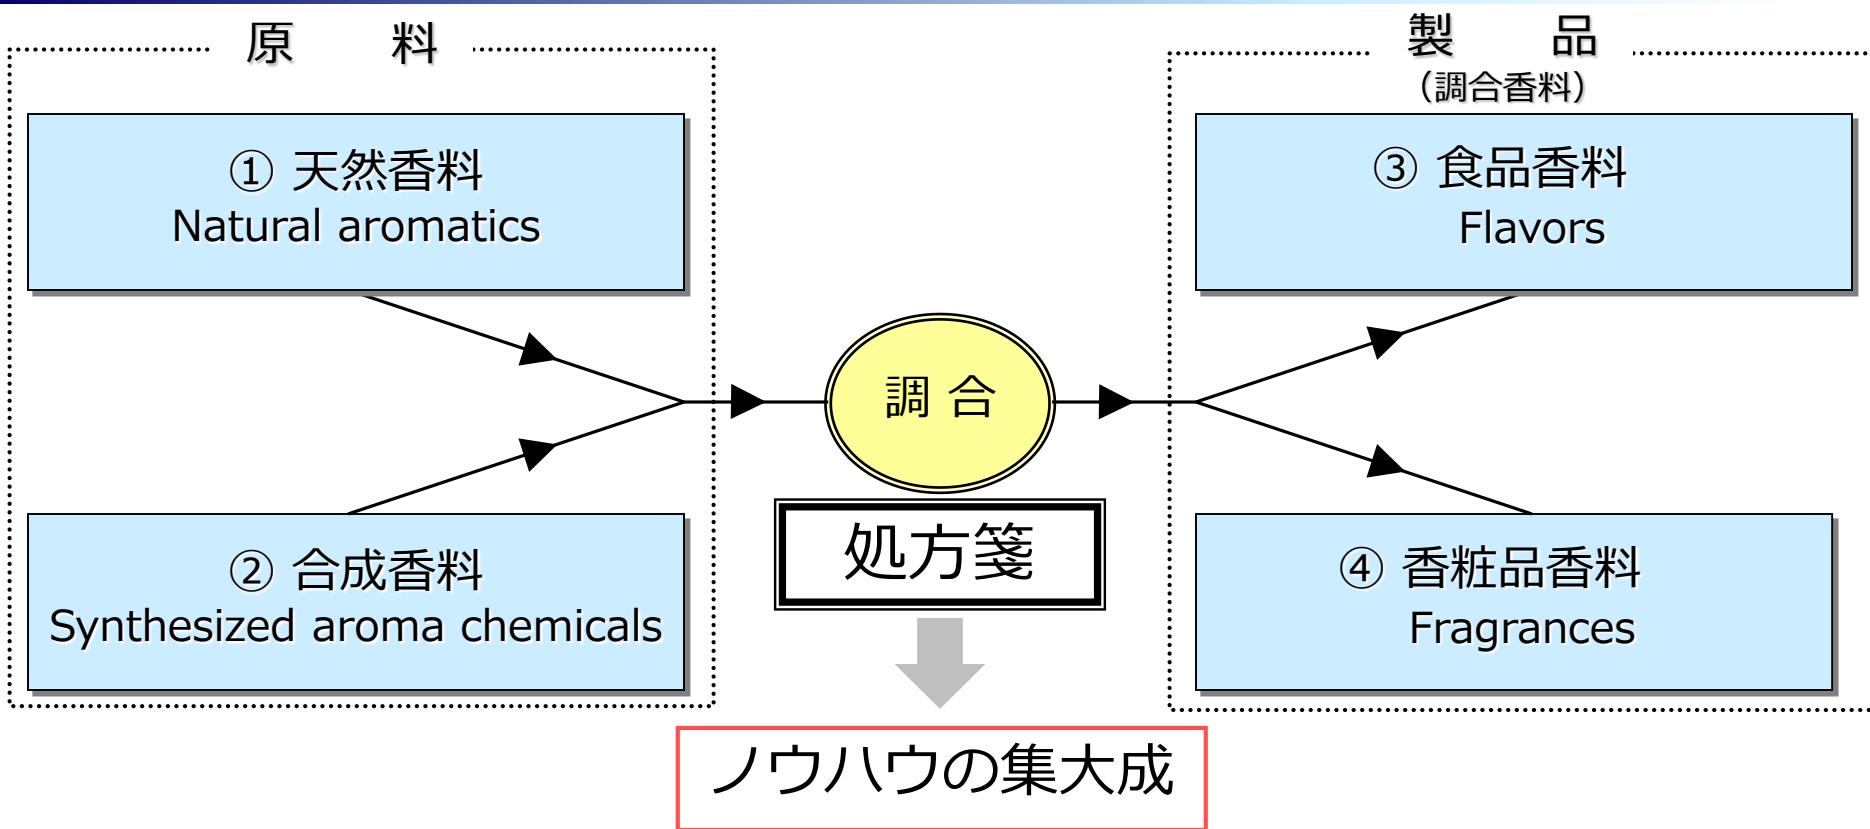 原　料
① 天然香料
Natural aromatics
② 合成香料
Synthesized aroma chemicals
調 合
処方箋
ノウハウの集大成
製　品
（調合香料）
③ 食品香料
Flavors
④ 香粧品香料
Fragrances